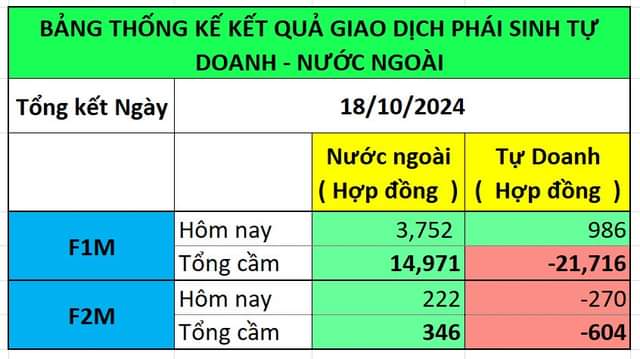 BẢNG THỐNG KẾ KẾT QUẢ GIAO DỊCH PHÁI SINH TỰ
DOANH - NƯỚC NGOÀI
Tổng kết Ngày 18/10/2024
Nước ngoài Tự Doanh
( Hợp đồng ) ( Hợp đồng )
F1M
Hôm nay 3,752 986
Tổng cầm 14,971 -21,716
F2M
Hôm nay 222 -270
Tổng cầm 346 -604